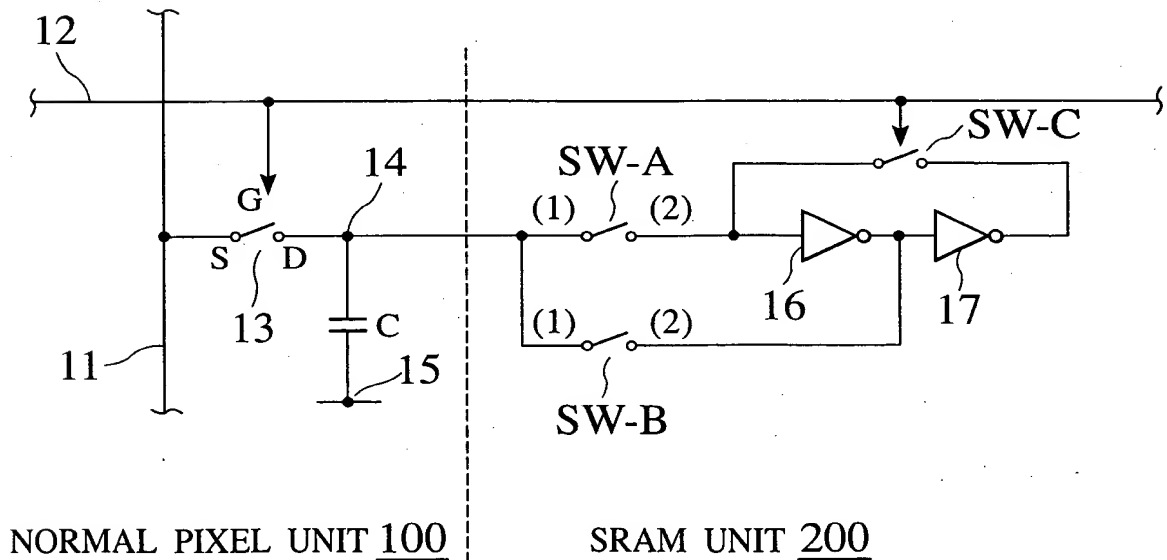 12
SW-C
SW-A
14
G
(1) (2)
S D
16
17
13
C
(1) (2)
11
15
SW-B
NORMAL PIXEL UNIT 100
SRAM UNIT 200